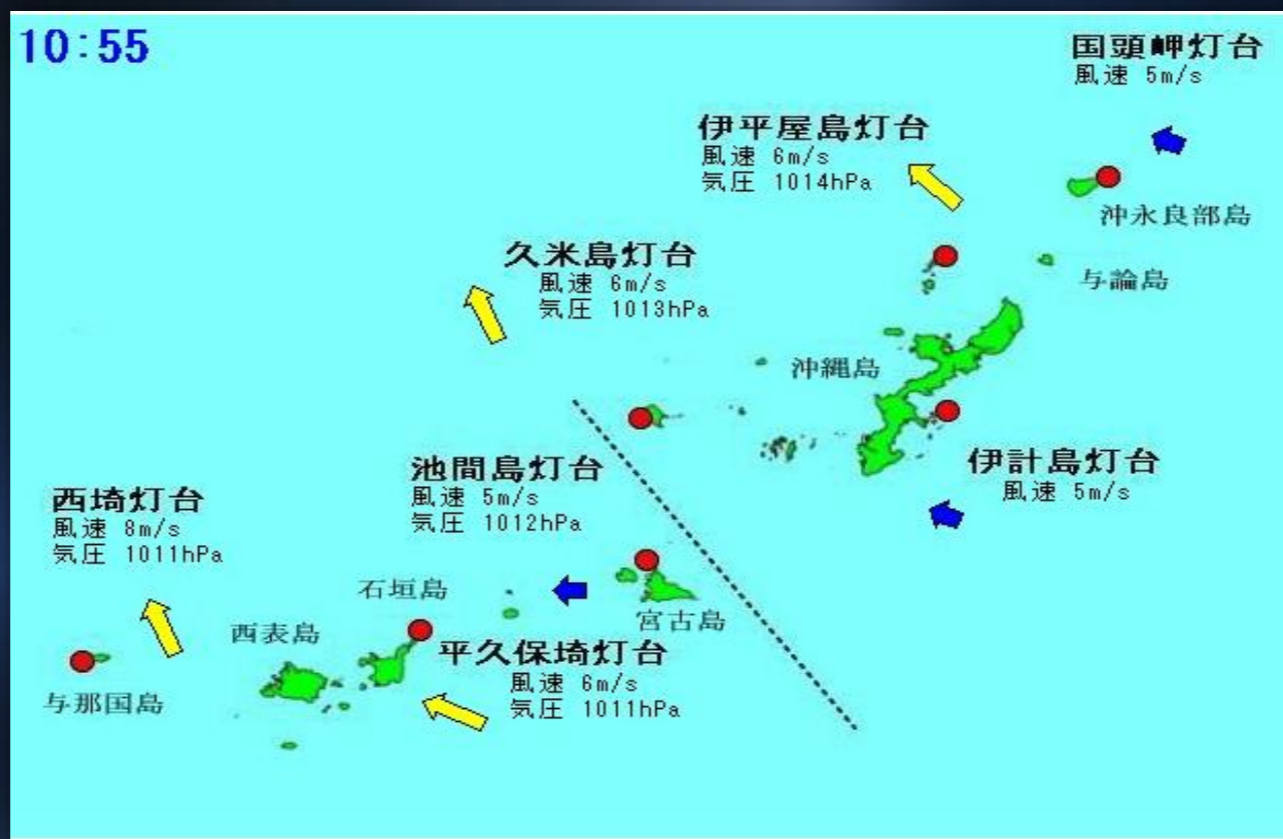 10:55
国頭岬灯台
風速 5m/s
伊平屋島灯台
風速 6m/s
気圧 1014hPa
沖永良部島
与論島
久米島灯台
風速 6m/s
気圧 1013hPa
沖縄島
伊計島灯台
風速 5m/s
池間島灯台
風速 5m/s
気圧 1012hPa
西埼灯台
風速 8m/s
気圧 1011hPa
石垣島
宮古島
西表島
平久保埼灯台
風速 6m/s
気圧 1011hPa
与那国島